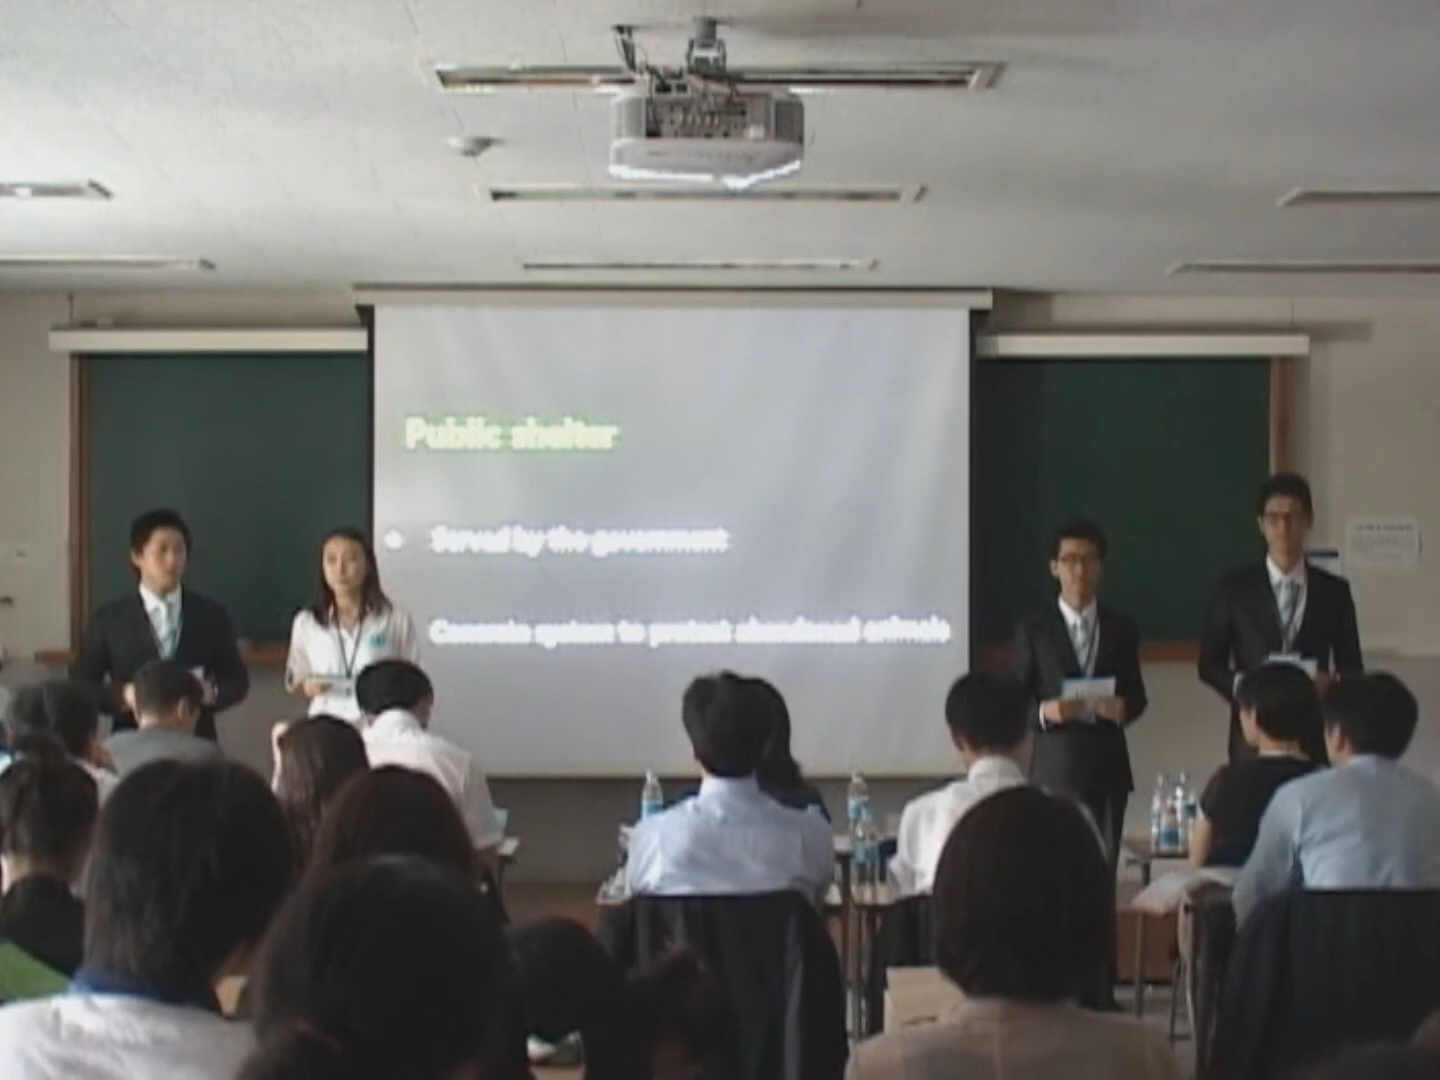 Public shelter
Served by the government
Concrete system to protect abandoned animals